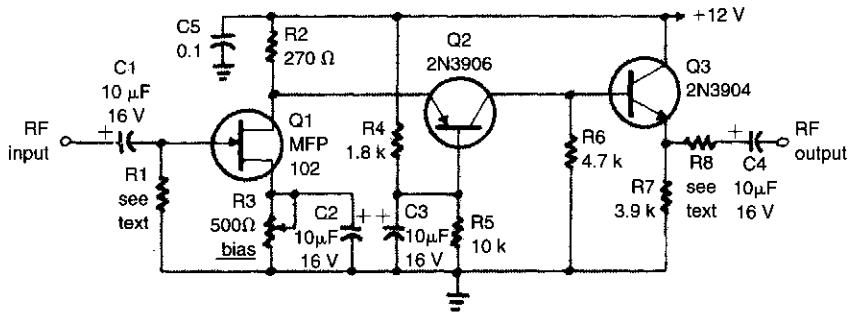 C5
0.1
R2
270 Ω
+12 V
Q2
2N3906
Q3
2N3904
C1
10 µF
16 V
+
RF
input
Q1
MFP
102
R4
1.8 k
R6
4.7 k
R8
see
text
+
C4
10µF
16 V
RF
output
R1
see
text
R3
500Ω
bias
C2
10µF
16 V
+
+
C3
10µF
16 V
R5
10 k
R7
3.9 k